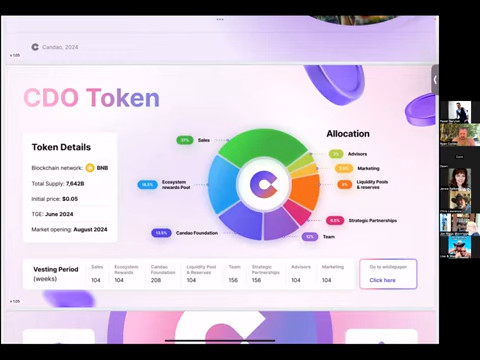 Candao, 2024
CDO Token
Token Details
Blockchain network: BNB
Total Supply: 7,642B
Initial price: $0.05
TGE: June 2024
Market opening: August 2024
Allocation
Sales
Advisors
Marketing
Liquidity Pools
& reserves
Strategic Partnerships
Team
Candao Foundation
Ecosystem
rewards Pool
Vesting Period
(weeks)
Sales
104
Ecosystem
Rewards
104
Candao
Foundation
208
Liquidity Pool
& Reserves
104
Team
156
Strategic
Partnerships
156
Advisors
104
Marketing
104
Go to whitepaper
Click here